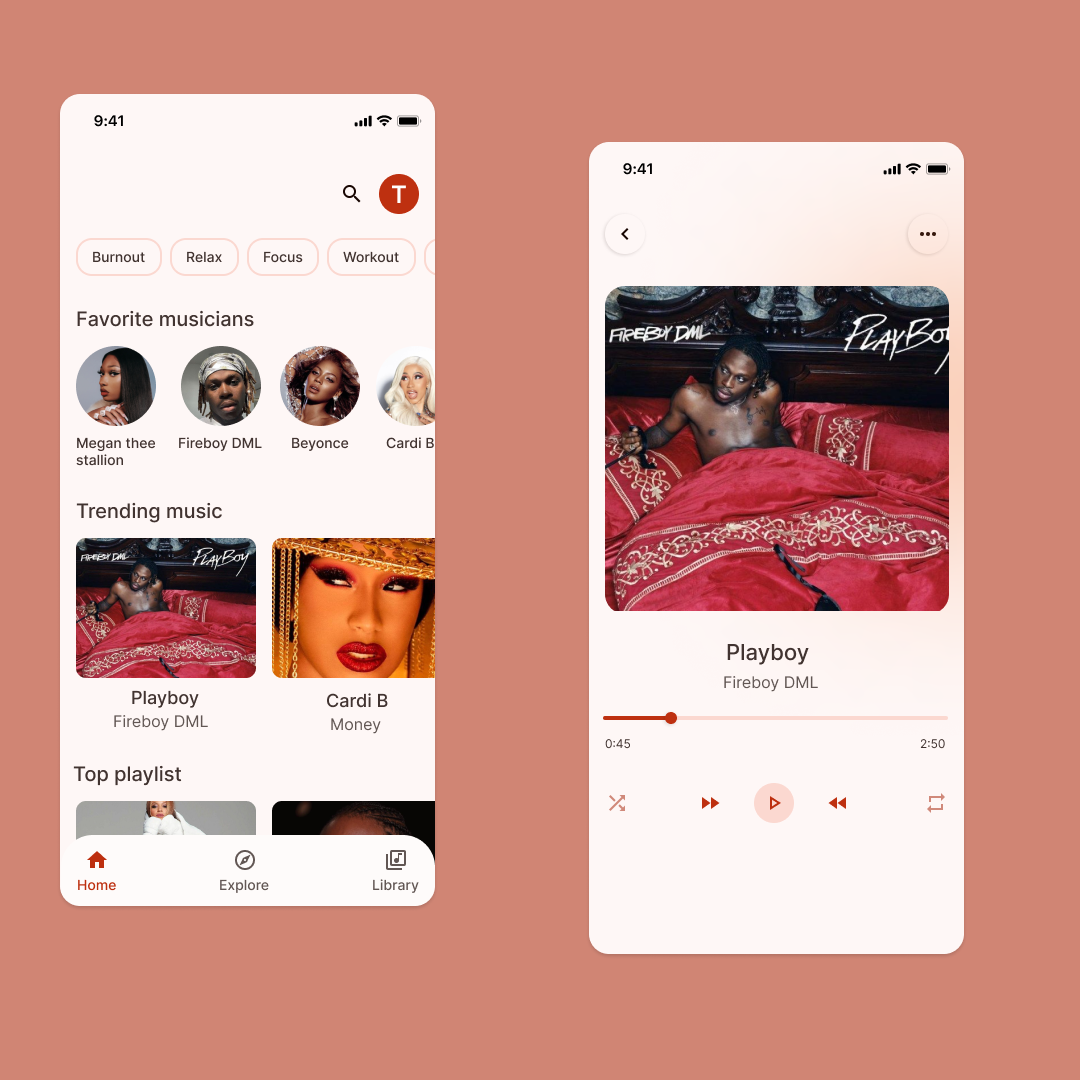 9:41
T
Burnout Relax Focus Workout
Favorite musicians
Megan thee
stallion
Fireboy DML
Beyonce
Cardi B
Trending music
FIREBOY DML PLAYBOY
Playboy
Fireboy DML
Cardi B
Money
Top playlist
Home Explore Library
9:41
FIREBOY DML PLAYBOY
Playboy
Fireboy DML
0:45 2:50